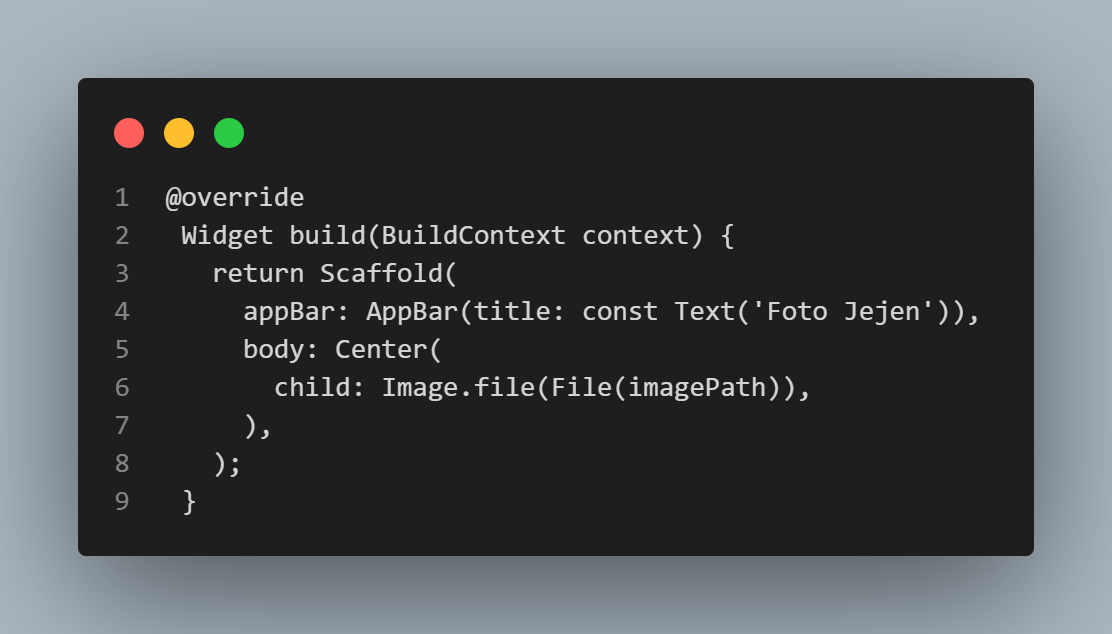 1 @override
2  Widget build(BuildContext context) {
3    return Scaffold(
4      appBar: AppBar(title: const Text('Foto Jejen')),
5      body: Center(
6        child: Image.file(File(imagePath)),
7      ),
8    );
9  }